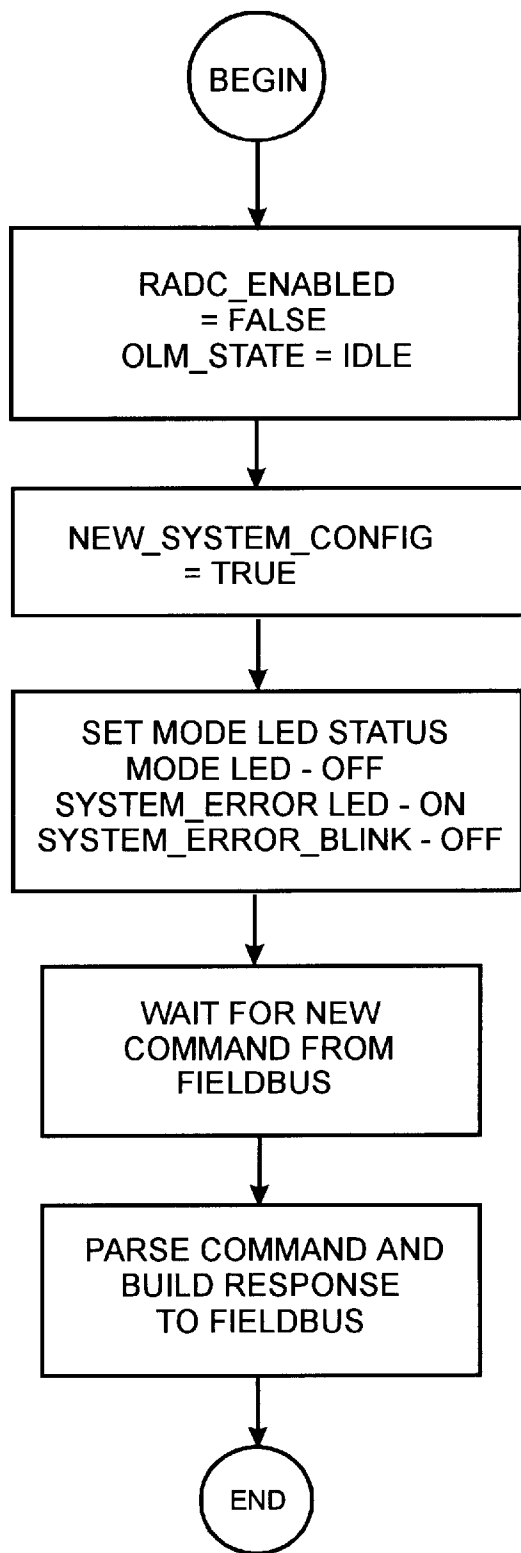 BEGIN
RADC_ENABLED
= FALSE
OLM_STATE = IDLE
NEW_SYSTEM_CONFIG
= TRUE
SET MODE LED STATUS
MODE LED - OFF
SYSTEM_ERROR LED - ON
SYSTEM_ERROR_BLINK - OFF
WAIT FOR NEW
COMMAND FROM
FIELDBUS
PARSE COMMAND AND
BUILD RESPONSE
TO FIELDBUS
END